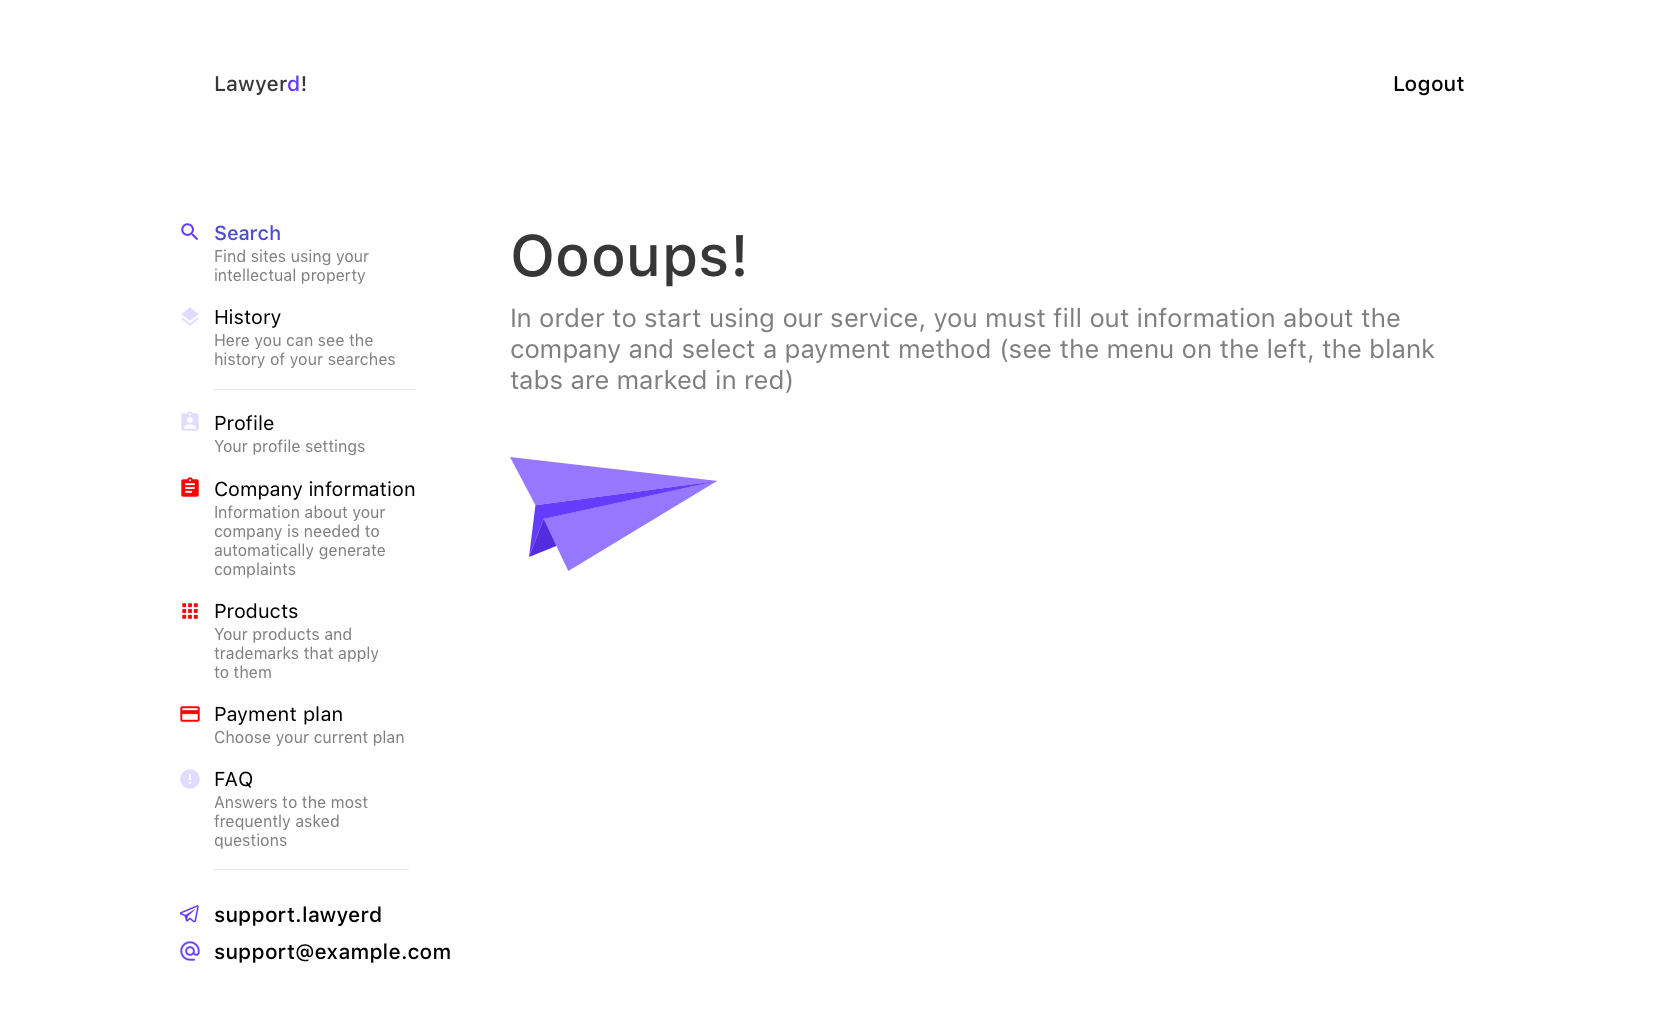 Lawyerd!
Logout
Search
Find sites using your
intellectual property
History
Here you can see the
history of your searches
Profile
Your profile settings
Company information
Information about your
company is needed to
automatically generate
complaints
Products
Your products and
trademarks that apply
to them
Payment plan
Choose your current plan
FAQ
Answers to the most
frequently asked
questions
support.lawyerd
support@example.com
Oooups!
In order to start using our service, you must fill out information about the
company and select a payment method (see the menu on the left, the blank
tabs are marked in red)